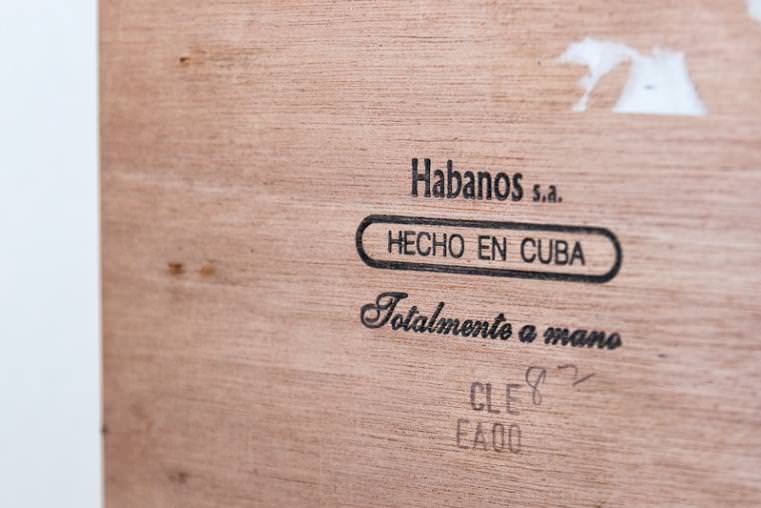 Habanos s.a.
HECHO EN CUBA
Totalmente a mano
CLE 8
EA00